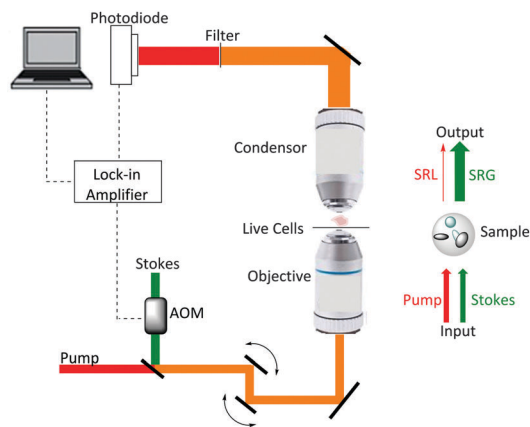 Photodiode
Filter
Condensor
Lock-in
Amplifier
Live Cells
Objective
Stokes
AOM
Pump
Output
SRL
SRG
Sample
Pump
Stokes
Input